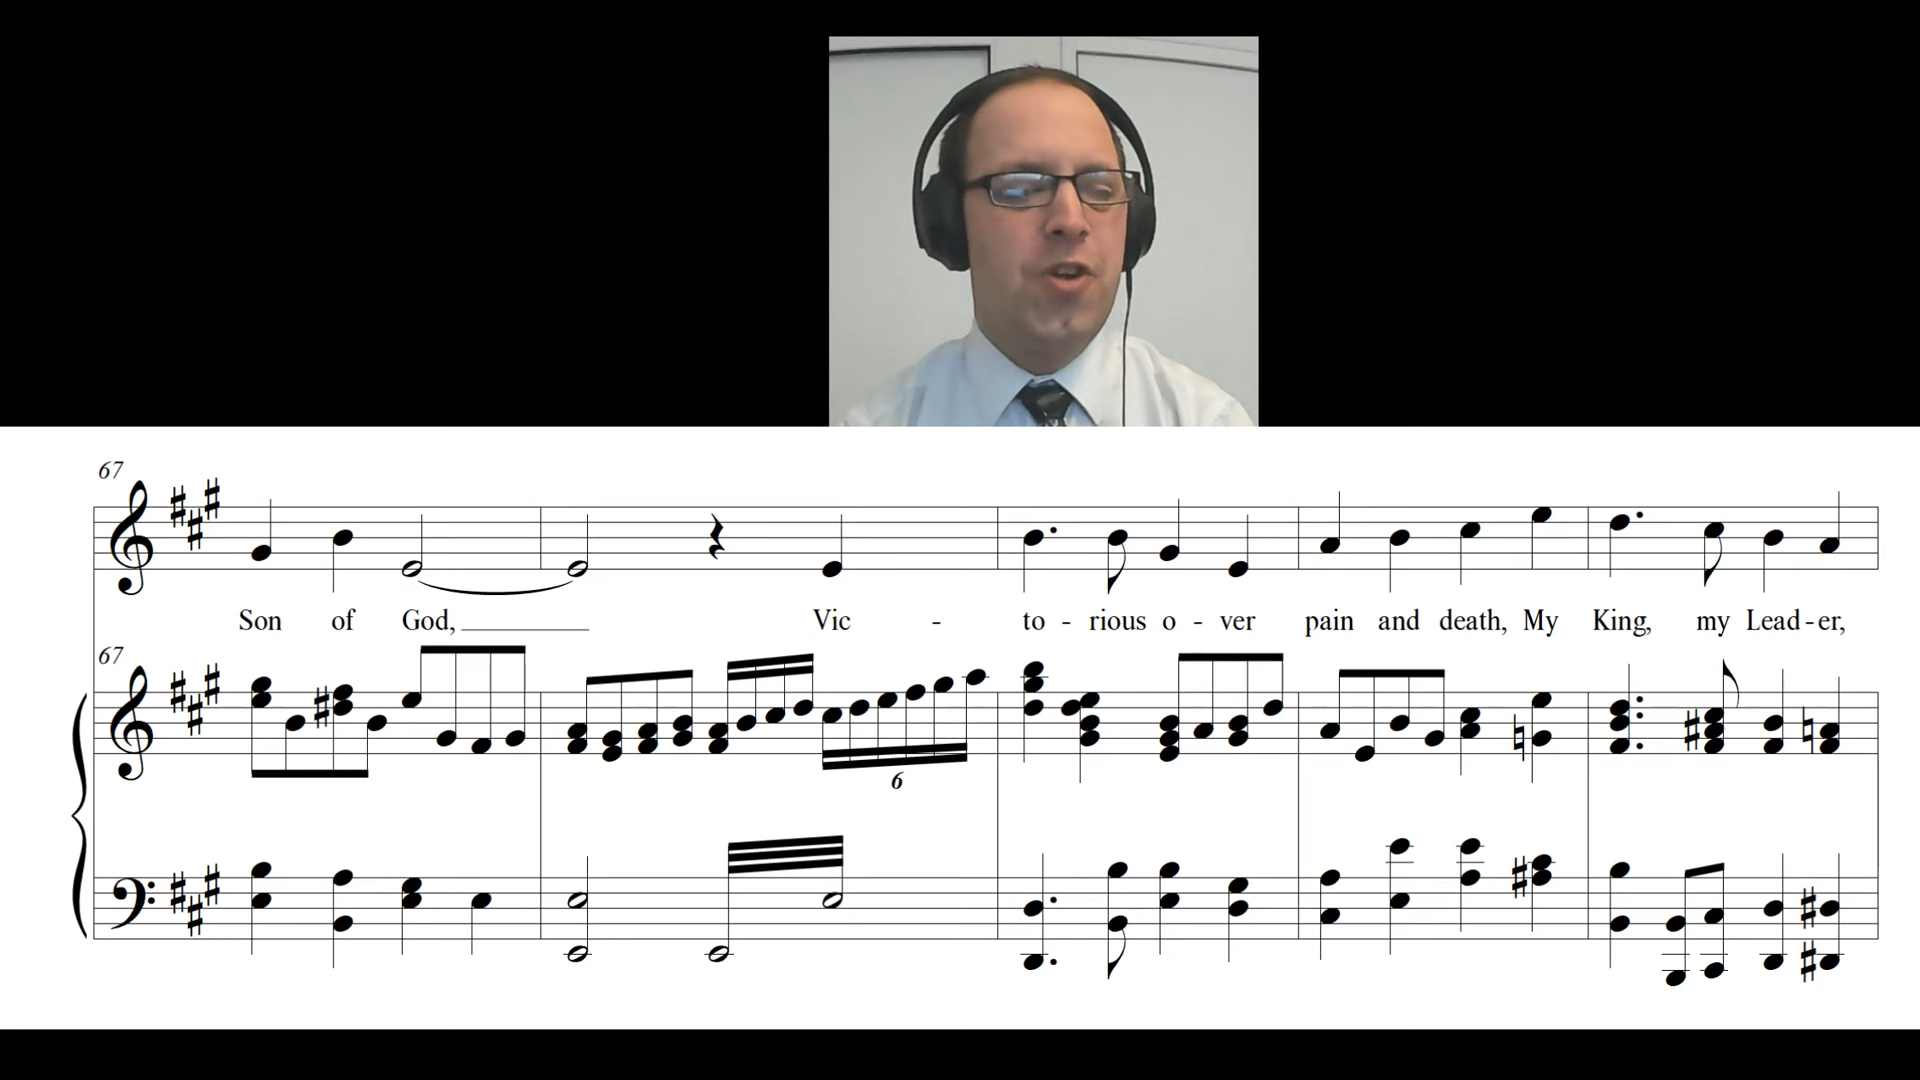 67
Son of God, Vic - to - rious o - ver pain and death, My King, my Lead - er,
67
6